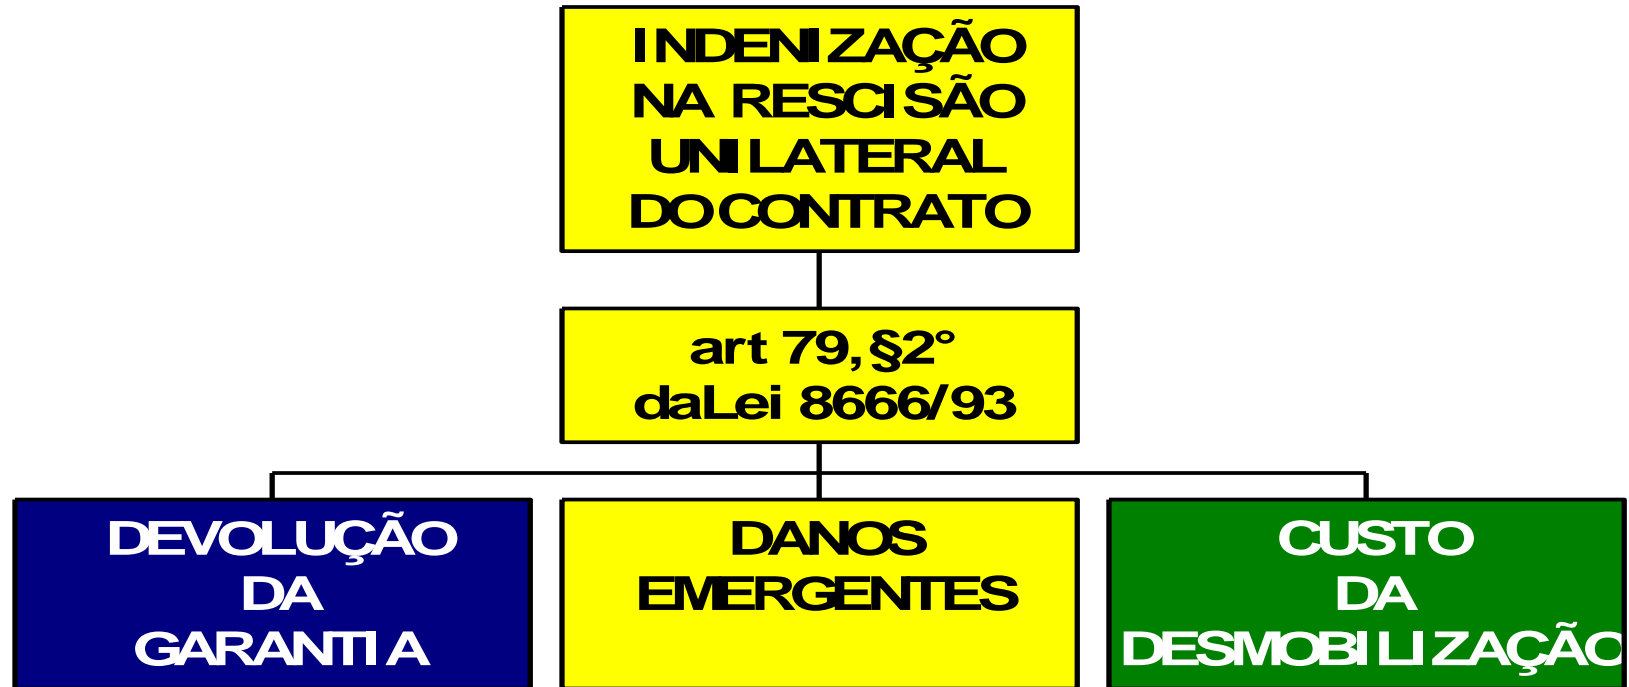 INDENIZAÇÃO
NA RESCISÃO
UNILATERAL
DO CONTRATO
art 79, §2°
da Lei 8666/93
DEVOLUÇÃO
DA
GARANTIA
DANOS
EMERGENTES
CUSTO
DA
DESMOBILIZAÇÃO